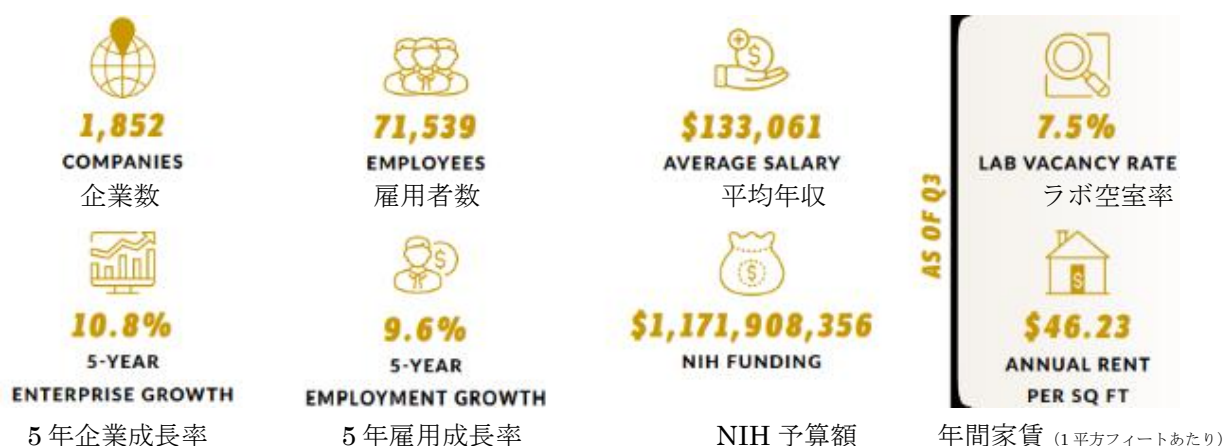 1,852
COMPANIES
企業数
71,539
EMPLOYEES
雇用者数
$133,061
AVERAGE SALARY
平均年収
7.5%
LAB VACANCY RATE
ラボ空室率
AS OF Q3
10.8%
5-YEAR
ENTERPRISE GROWTH
5 年企業成長率
9.6%
5-YEAR
EMPLOYMENT GROWTH
5 年雇用成長率
$1,171,908,356
NIH FUNDING
NIH 予算額
$46.23
ANNUAL RENT
PER SQ FT
年間家賃 (1 平方フィートあたり)